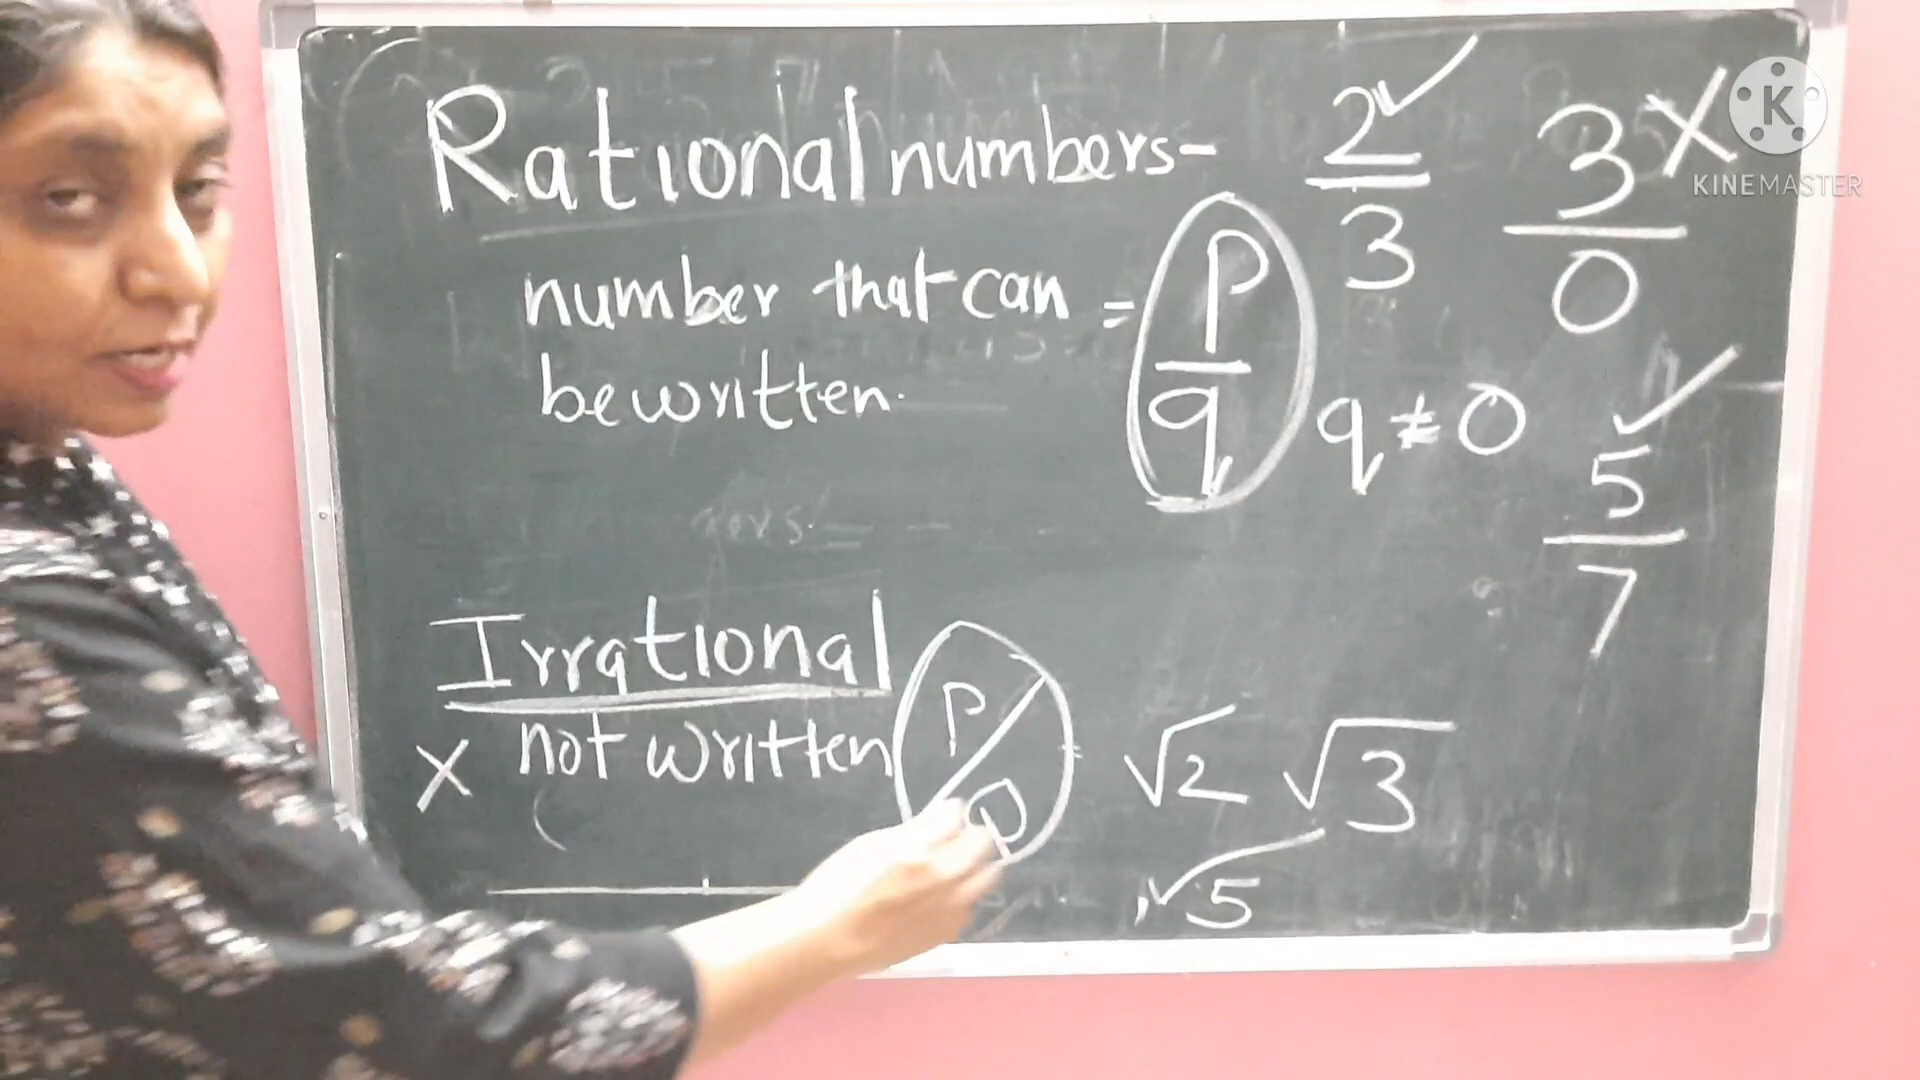 Rational numbers-
number that can = p/q
be written.
q ≠ 0
2/3 ✓
3/0 X
5/7 ✓
Irrational
X not written P/Q
√2 √3
√5
K
KINEMASTER